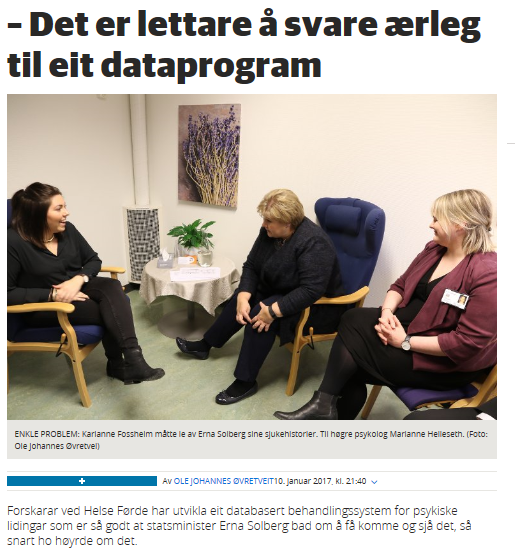 – Det er lettare å svare ærleg
til eit dataprogram
ENKLE PROBLEM: Karianne Fossheim måtte le av Erna Solberg sine sjukehistorier. Til høgre psykolog Marianne Helleseth. (Foto:
Ole Johannes Øvretvei)
Av OLE JOHANNES ØVRETVEIT10. januar 2017, kl. 21:40
Forskarar ved Helse Førde har utvikla eit databasert behandlingssystem for psykiske
lidingar som er så godt at statsminister Erna Solberg bad om å få komme og sjå det, så
snart ho høyrde om det.